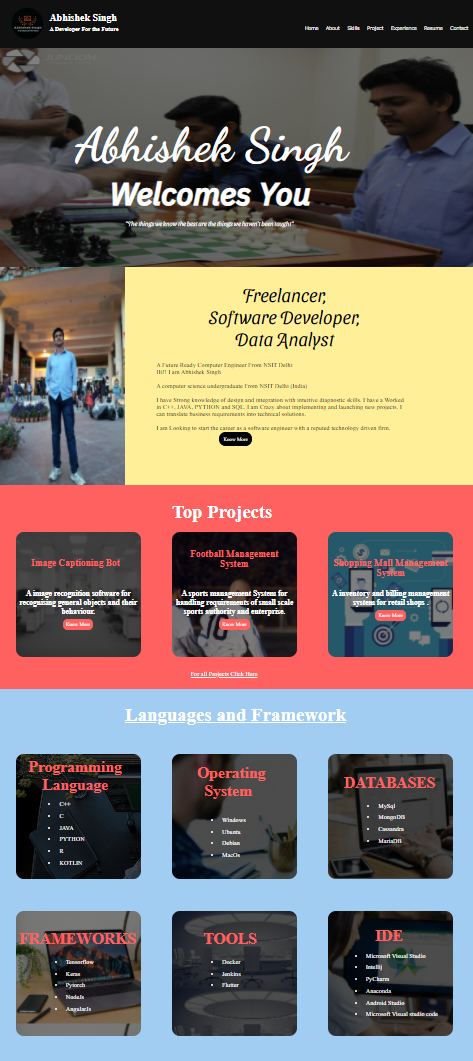 Abhishek Singh
A Developer For the Future
Home About Skills Project Experience Resume Contact
Abhishek Singh
Welcomes You
"The things we know the best are the things we haven't been taught".
Freelancer,
Software Developer,
Data Analyst
A Future Ready Computer Engineer From NSIT Delhi
Hi!! I am Abhishek Singh
A computer science undergraduate From NSIT Delhi (India)
I have Strong knowledge of design and integration with intuitive diagnostic skills. I have a Worked
in C++, JAVA, PYTHON and SQL. I am Crazy about implementing and launching new projects. I
can translate business requirements into technical solutions.
I am Looking to start the career as a software engineer with a reputed technology driven firm.
Know More
Top Projects
Image Captioning Bot
A image recognition software for
recognising general objects and their
behaviour.
Know More
Football Management
System
A sports management System for
handling requirements of small scale
sports authority and enterprise.
Know More
Shopping Mall Management
System
A inventory and billing management
system for retail shops .
Know More
For all Projects Click Here
Languages and Framework
Programming
Language
C++
C
JAVA
PYTHON
R
KOTLIN
Operating
System
Windows
Ubuntu
Debian
MacOs
DATABASES
MySql
MongoDB
Cassandra
MariaDB
FRAMEWORKS
Tensorflow
Keras
Pytorch
NodeJs
AngularJs
TOOLS
Docker
Jenkins
Flutter
IDE
Microsoft Visual Studio
Intellij
PyCharm
Anaconda
Android Studio
Microsoft Visual studio code